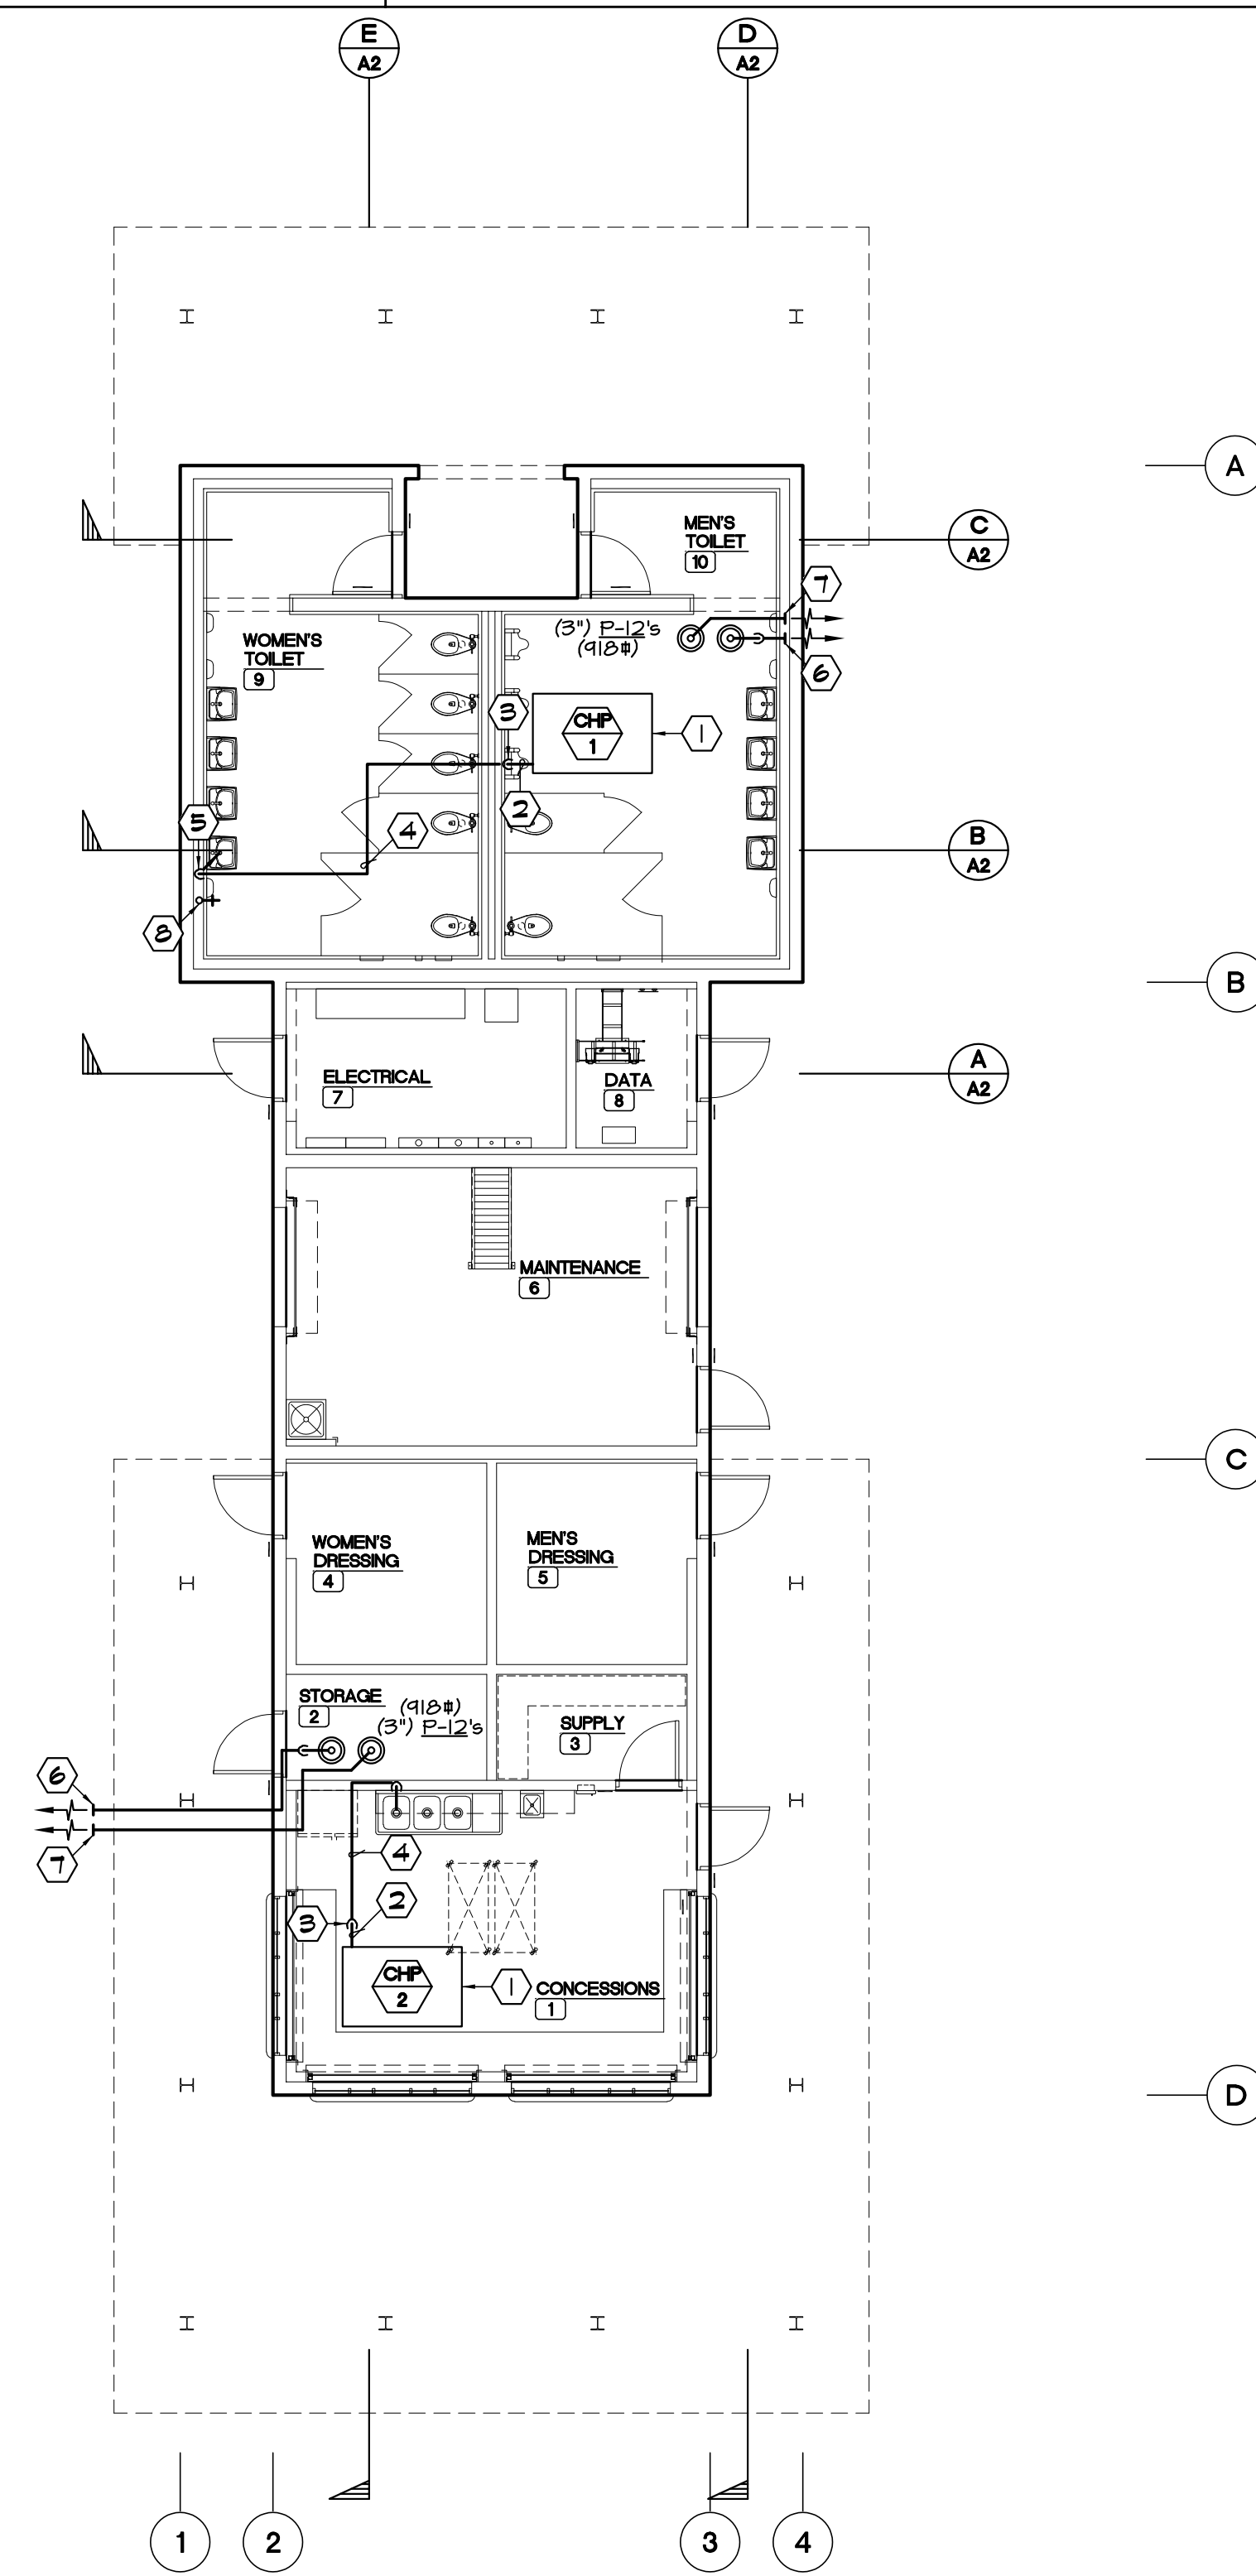 E
A2
D
A2
A
MEN'S
TOILET
10
C
A2
7
(3") P-12's
(918#)
WOMEN'S
TOILET
9
6
3
CHP
1
1
2
5
4
B
A2
8
B
ELECTRICAL
7
DATA
8
A
A2
MAINTENANCE
6
C
WOMEN'S
DRESSING
4
MEN'S
DRESSING
5
STORAGE
2
(918#)
(3") P-12's
SUPPLY
3
6
7
4
2
3
CHP
2
1
CONCESSIONS
1
D
1
2
3
4